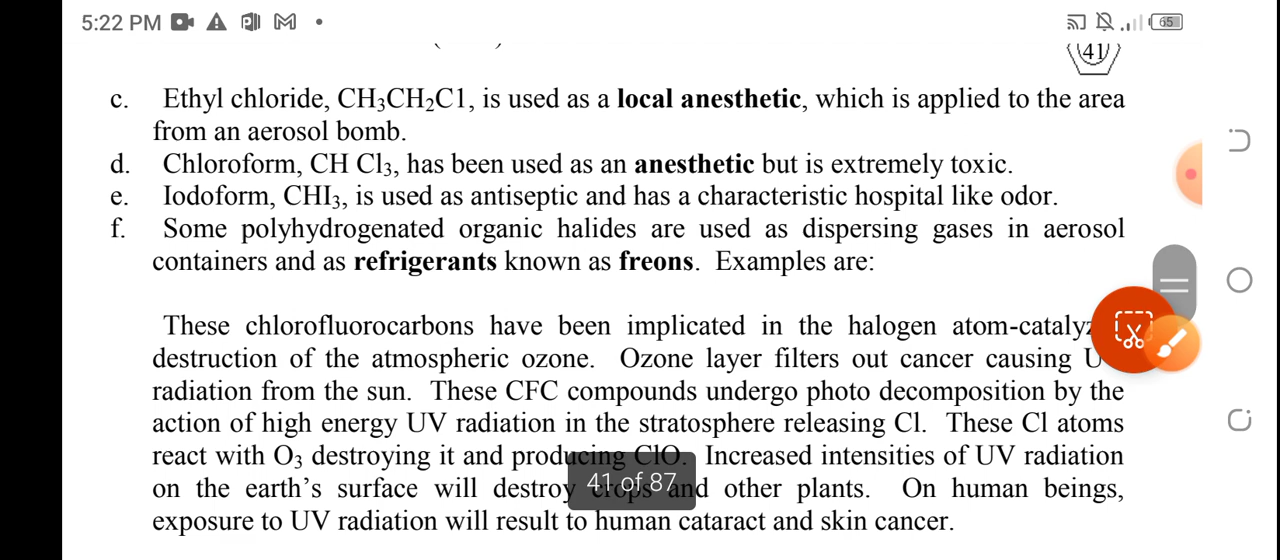 5:22 PM
65
41
c. Ethyl chloride, CH₃CH₂C1, is used as a local anesthetic, which is applied to the area
from an aerosol bomb.
d. Chloroform, CH Cl₃, has been used as an anesthetic but is extremely toxic.
e. Iodoform, CHI₃, is used as antiseptic and has a characteristic hospital like odor.
f. Some polyhydrogenated organic halides are used as dispersing gases in aerosol
containers and as refrigerants known as freons. Examples are:
These chlorofluorocarbons have been implicated in the halogen
destruction of the atmospheric ozone. Ozone layer filters out cancer causing
radiation from the sun. These CFC compounds undergo photo decomposition by the
action of high energy UV radiation in the stratosphere releasing Cl. These Cl atoms
react with O₃ destroying it and producing ClO. Increased intensities of UV radiation
on the earth's surface will destroy crops and other plants. On human beings,
41 of 87
exposure to UV radiation will result to human cataract and skin cancer.